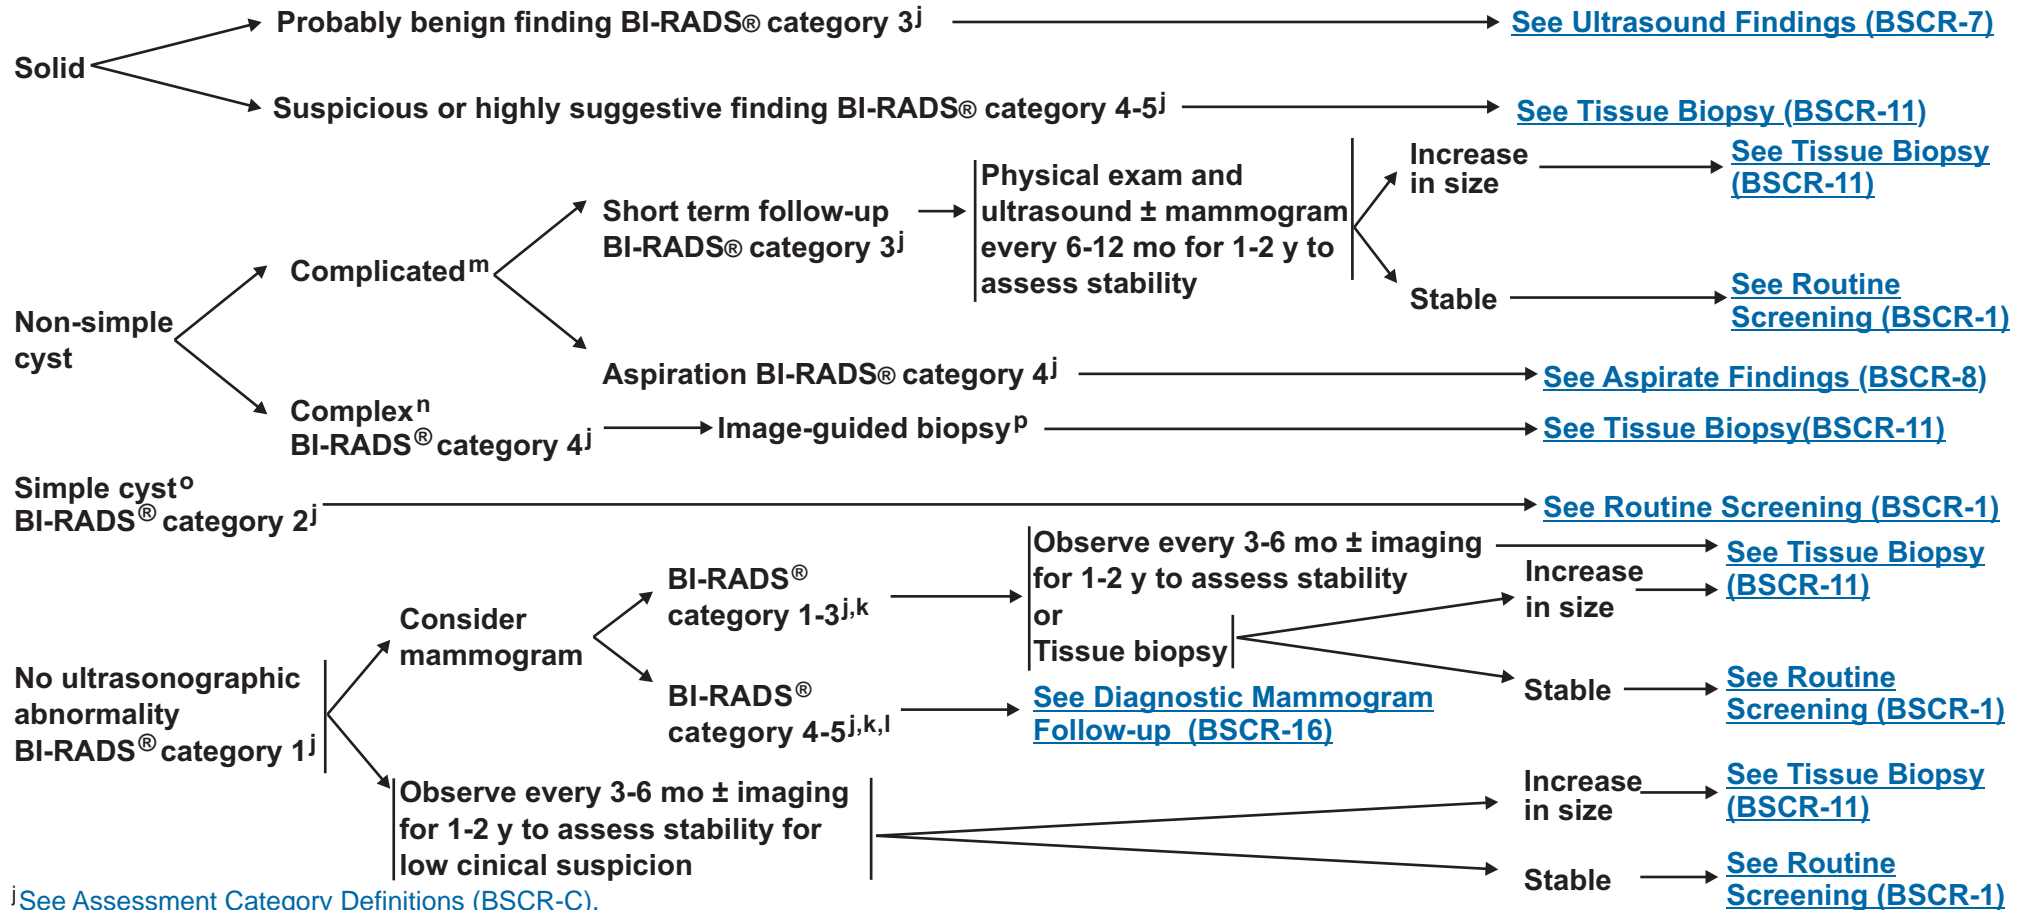 Solid
Probably benign finding BI-RADS® category 3j
See Ultrasound Findings (BSCR-7)
Suspicious or highly suggestive finding BI-RADS® category 4-5j
See Tissue Biopsy (BSCR-11)
Non-simple
cyst
Complicatedm
Short term follow-up
BI-RADS® category 3j
Physical exam and
ultrasound ± mammogram
every 6-12 mo for 1-2 y to
assess stability
Increase
in size
See Tissue Biopsy
(BSCR-11)
Stable
See Routine
Screening (BSCR-1)
Aspiration BI-RADS® category 4j
See Aspirate Findings (BSCR-8)
Complexn
BI-RADS® category 4j
Image-guided biopsyp
See Tissue Biopsy(BSCR-11)
Simple cysto
BI-RADS® category 2j
See Routine Screening (BSCR-1)
No ultrasonographic
abnormality
BI-RADS® category 1j
Consider
mammogram
BI-RADS®
category 1-3j,k
Observe every 3-6 mo ± imaging
for 1-2 y to assess stability
or
Tissue biopsy
See Tissue Biopsy
(BSCR-11)
Increase
in size
Stable
See Routine
Screening (BSCR-1)
BI-RADS®
category 4-5j,k,l
See Diagnostic Mammogram
Follow-up (BSCR-16)
Observe every 3-6 mo ± imaging
for 1-2 y to assess stability for
low cinical suspicion
Increase
in size
See Tissue Biopsy
(BSCR-11)
Stable
See Routine
Screening (BSCR-1)
jSee Assessment Category Definitions (BSCR-C).